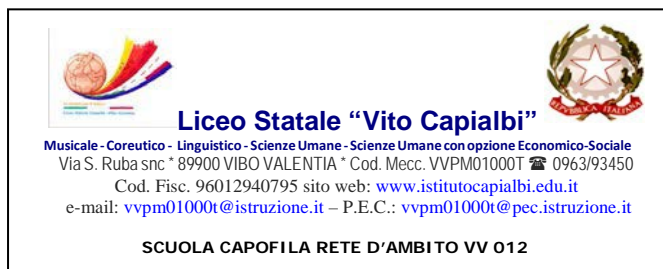 Liceo Statale “Vito Capialbi”
Musicale - Coreutico - Linguistico - Scienze Umane - Scienze Umane con opzione Economico-Sociale
Via S. Ruba snc * 89900 VIBO VALENTIA * Cod. Mecc. VVPM01000T ☎ 0963/93450
Cod. Fisc. 96012940795 sito web: www.istitutocapialbi.edu.it
e-mail: vvpm01000t@istruzione.it – P.E.C.: vvpm01000t@pec.istruzione.it
SCUOLA CAPOFILA RETE D’AMBITO VV 012